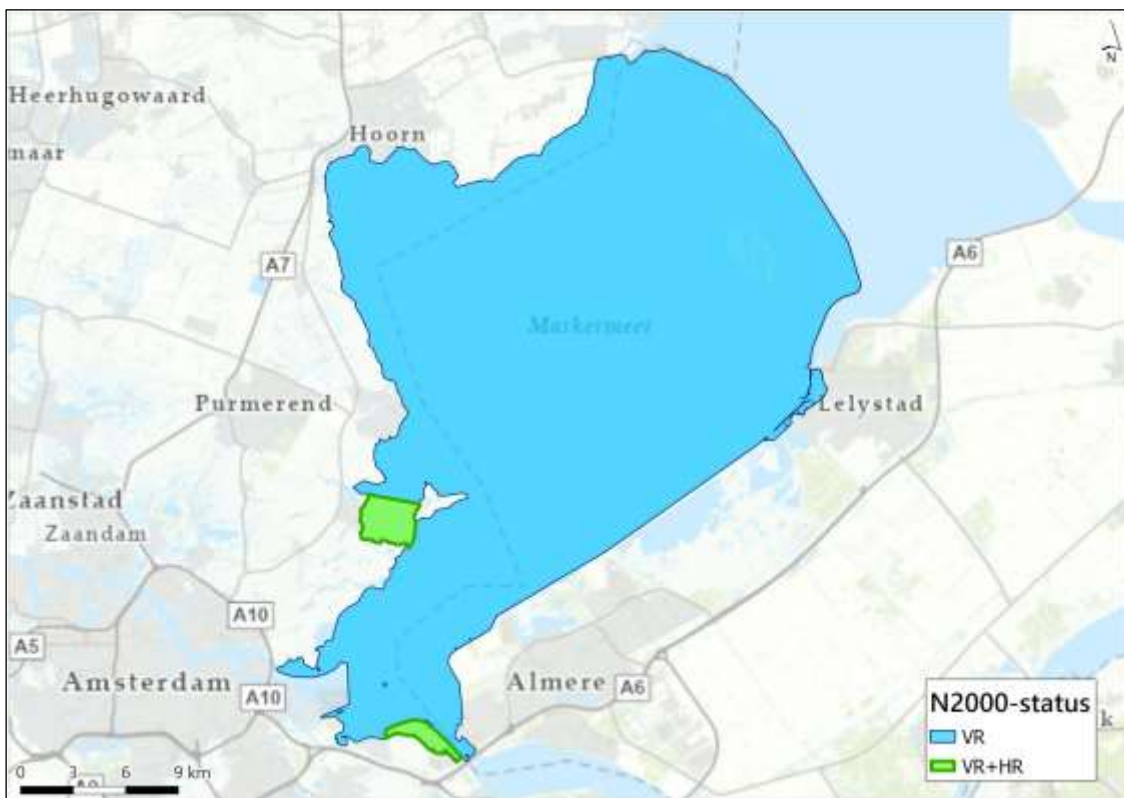 N
Heerhugowaard
maar
Hoorn
A7
A6
Markermeer
Purmerend
Lelystad
Zaanstad
Zaandam
A10
A5
Amsterdam
A10
Almere
A6
N2000-status
VR
VR+HR
k
0 3 6 9 km
A9